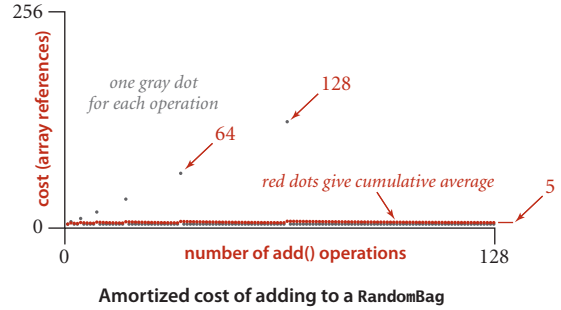 256
cost (array references)
one gray dot
for each operation
128
64
red dots give cumulative average
5
0
0
number of add() operations
128
Amortized cost of adding to a RandomBag